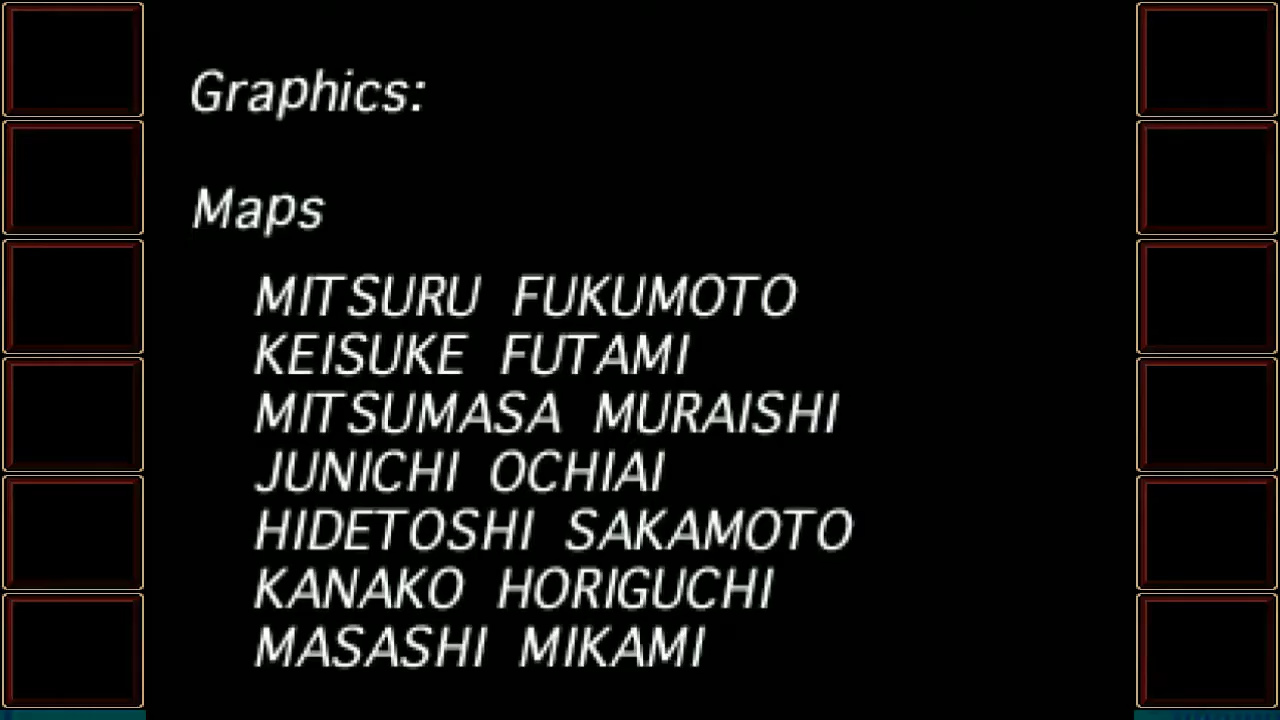 Graphics:
Maps
MITSURU FUKUMOTO
KEISUKE FUTAMI
MITSUMASA MURAISHI
JUNICHI OCHIAI
HIDETOSHI SAKAMOTO
KANAKO HORIGUCHI
MASASHI MIKAMI